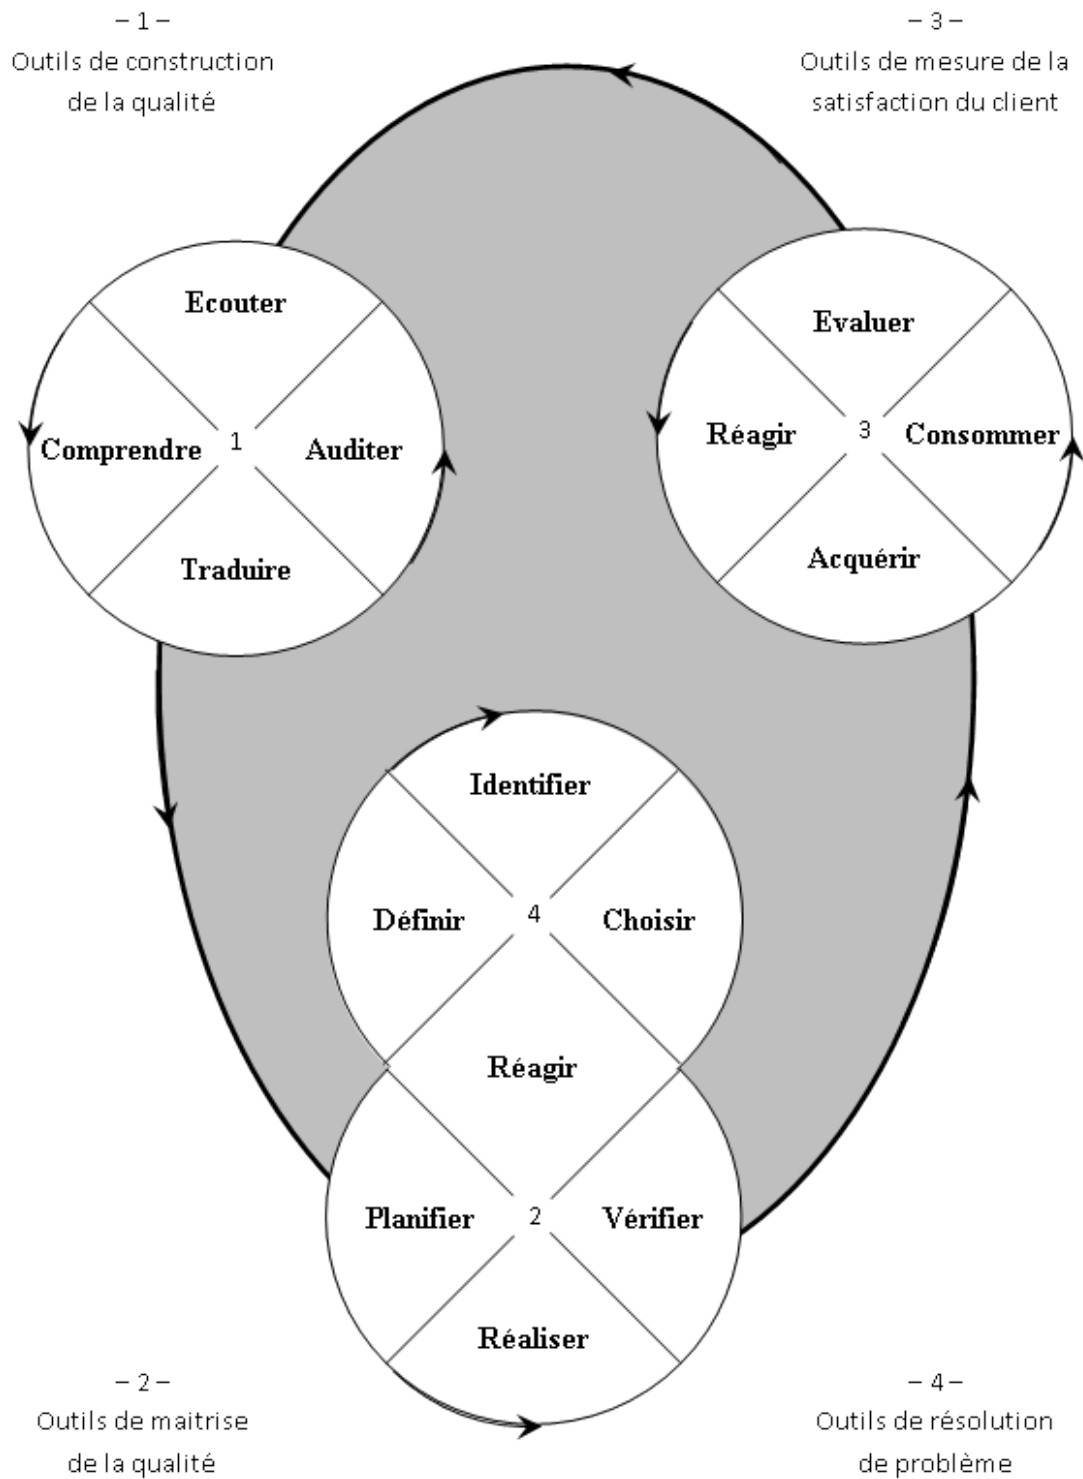 – 1 –
Outils de construction
de la qualité
– 3 –
Outils de mesure de la
satisfaction du client
Ecouter
Comprendre
1
Auditer
Traduire
Evaluer
Réagir
3
Consommer
Acquérir
Identifier
Définir
4
Choisir
Réagir
Planifier
2
Vérifier
Réaliser
– 2 –
Outils de maitrise
de la qualité
– 4 –
Outils de résolution
de problème